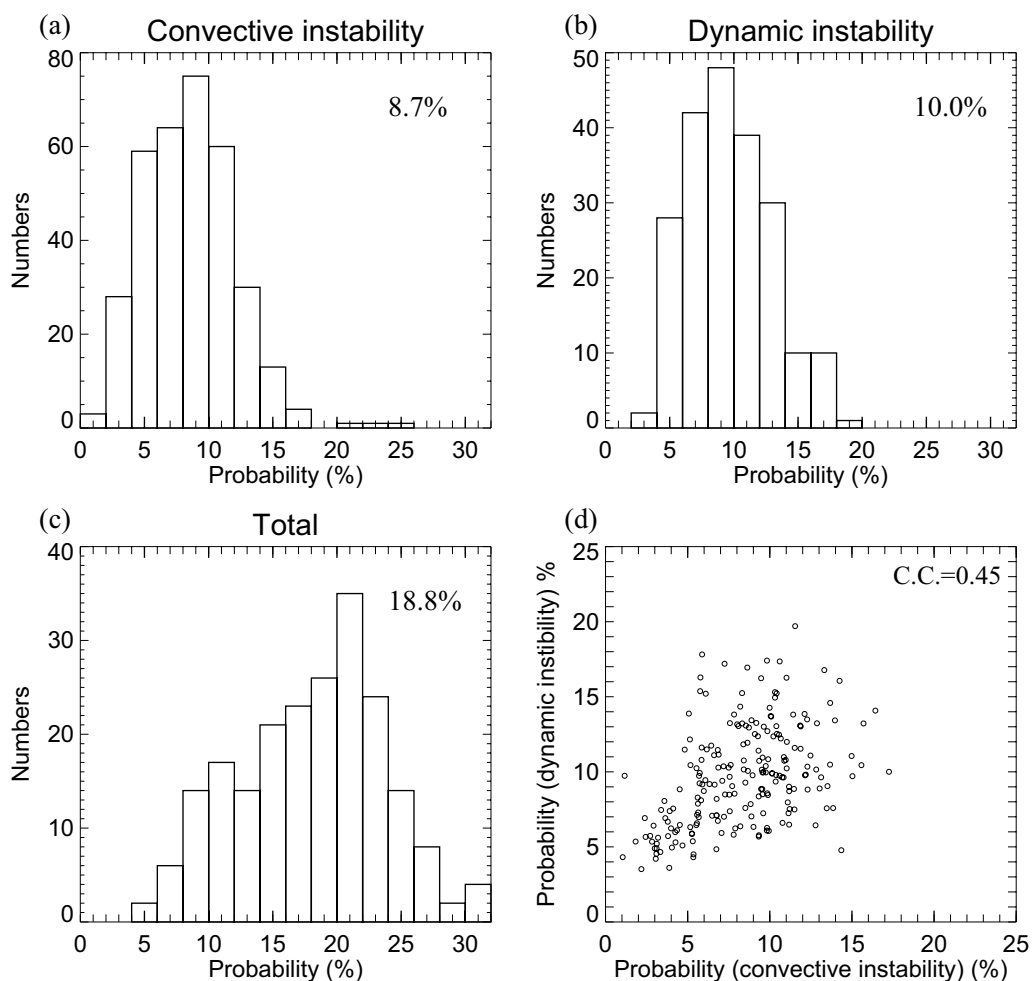 (a)
Convective instability
80
60
40
20
0
Numbers
8.7%
0 5 10 15 20 25 30
Probability (%)
(b)
Dynamic instability
50
40
30
20
10
0
Numbers
10.0%
0 5 10 15 20 25 30
Probability (%)
(c)
Total
40
30
20
10
0
Numbers
18.8%
0 5 10 15 20 25 30
Probability (%)
(d)
25
20
15
10
5
0
Probability (dynamic instibility) %
C.C.=0.45
0 5 10 15 20 25
Probability (convective instability) (%)